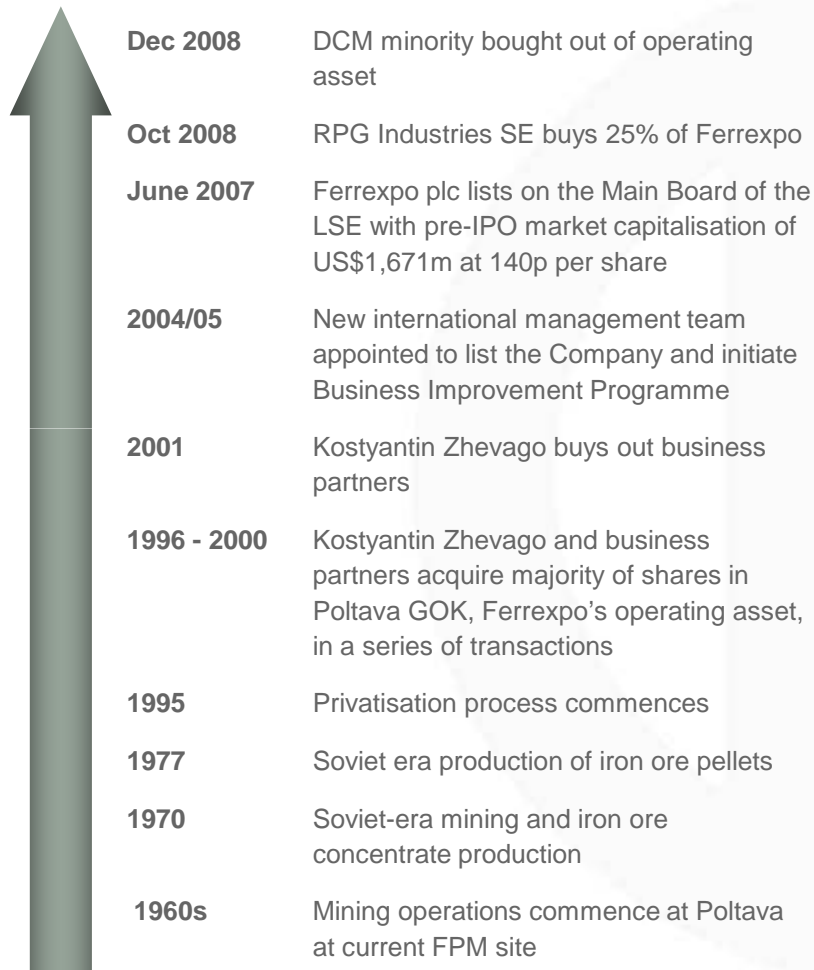 Dec 2008 DCM minority bought out of operating
asset
Oct 2008 RPG Industries SE buys 25% of Ferrexpo
June 2007 Ferrexpo plc lists on the Main Board of the
LSE with pre-IPO market capitalisation of
US$1,671m at 140p per share
2004/05 New international management team
appointed to list the Company and initiate
Business Improvement Programme
2001 Kostyantin Zhevago buys out business
partners
1996 - 2000 Kostyantin Zhevago and business
partners acquire majority of shares in
Poltava GOK, Ferrexpo’s operating asset,
in a series of transactions
1995 Privatisation process commences
1977 Soviet era production of iron ore pellets
1970 Soviet-era mining and iron ore
concentrate production
1960s Mining operations commence at Poltava
at current FPM site